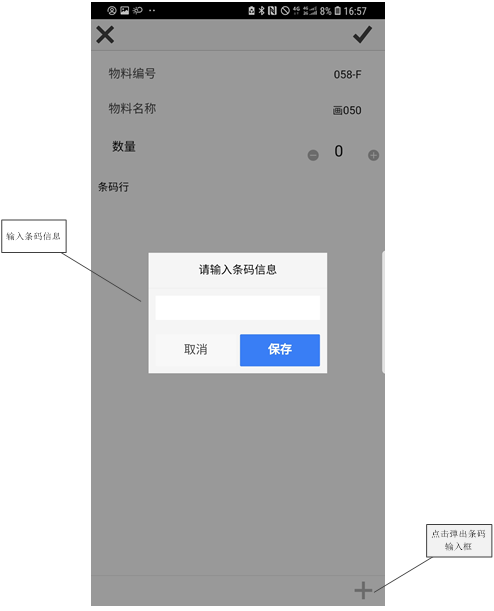 8% 16:57
物料编号 058-F
物料名称 画050
数量 0
条码行
输入条码信息
请输入条码信息
取消 保存
点击弹出条码
输入框